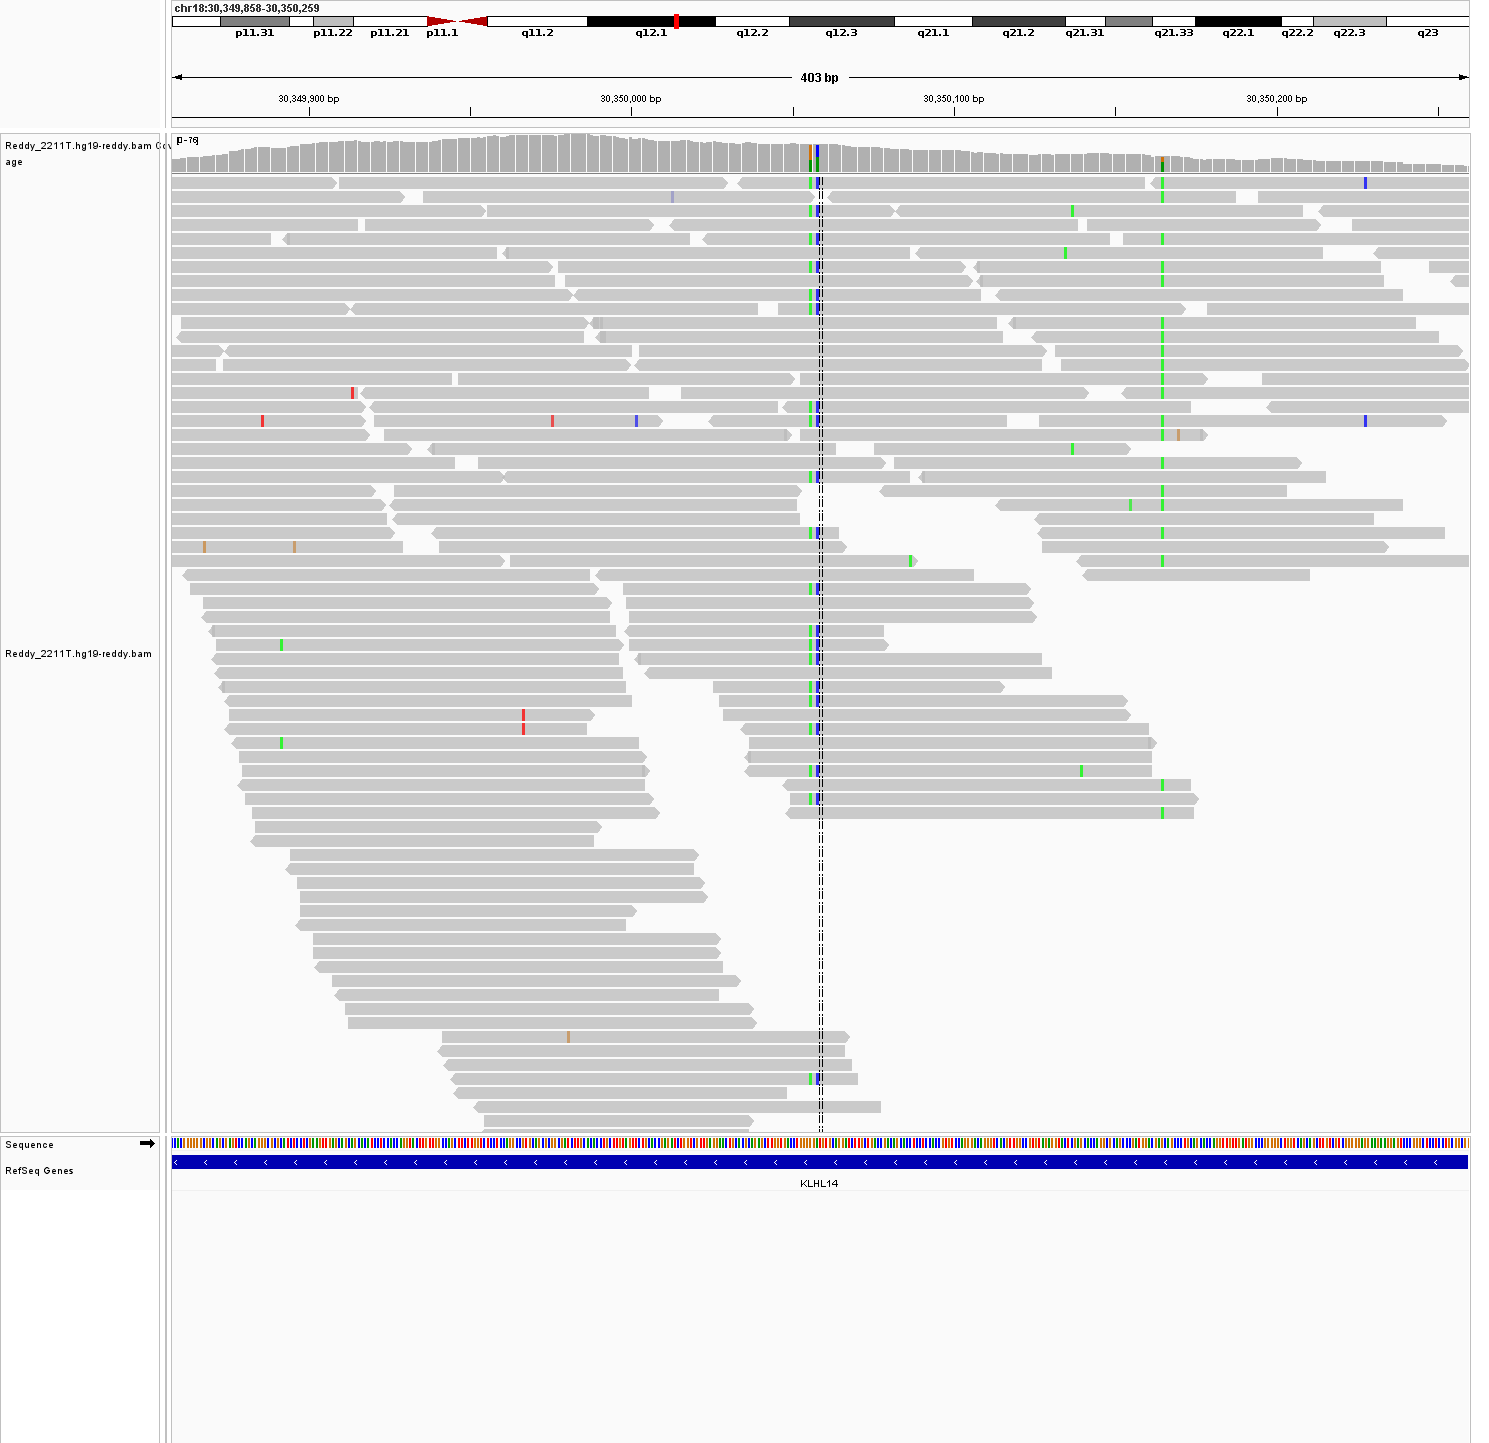 chr18:30,349,858-30,350,259
p11.31 p11.22 p11.21 p11.1 q11.2 q12.1 q12.2 q12.3 q21.1 q21.2 q21.31 q21.33 q22.1 q22.2 q22.3 q23
403 bp
30,349,900 bp 30,350,000 bp 30,350,100 bp 30,350,200 bp
[0-76]
Reddy_2211T.hg19-reddy.bam Cov
age
Reddy_2211T.hg19-reddy.bam
Sequence
RefSeq Genes
KLHL14